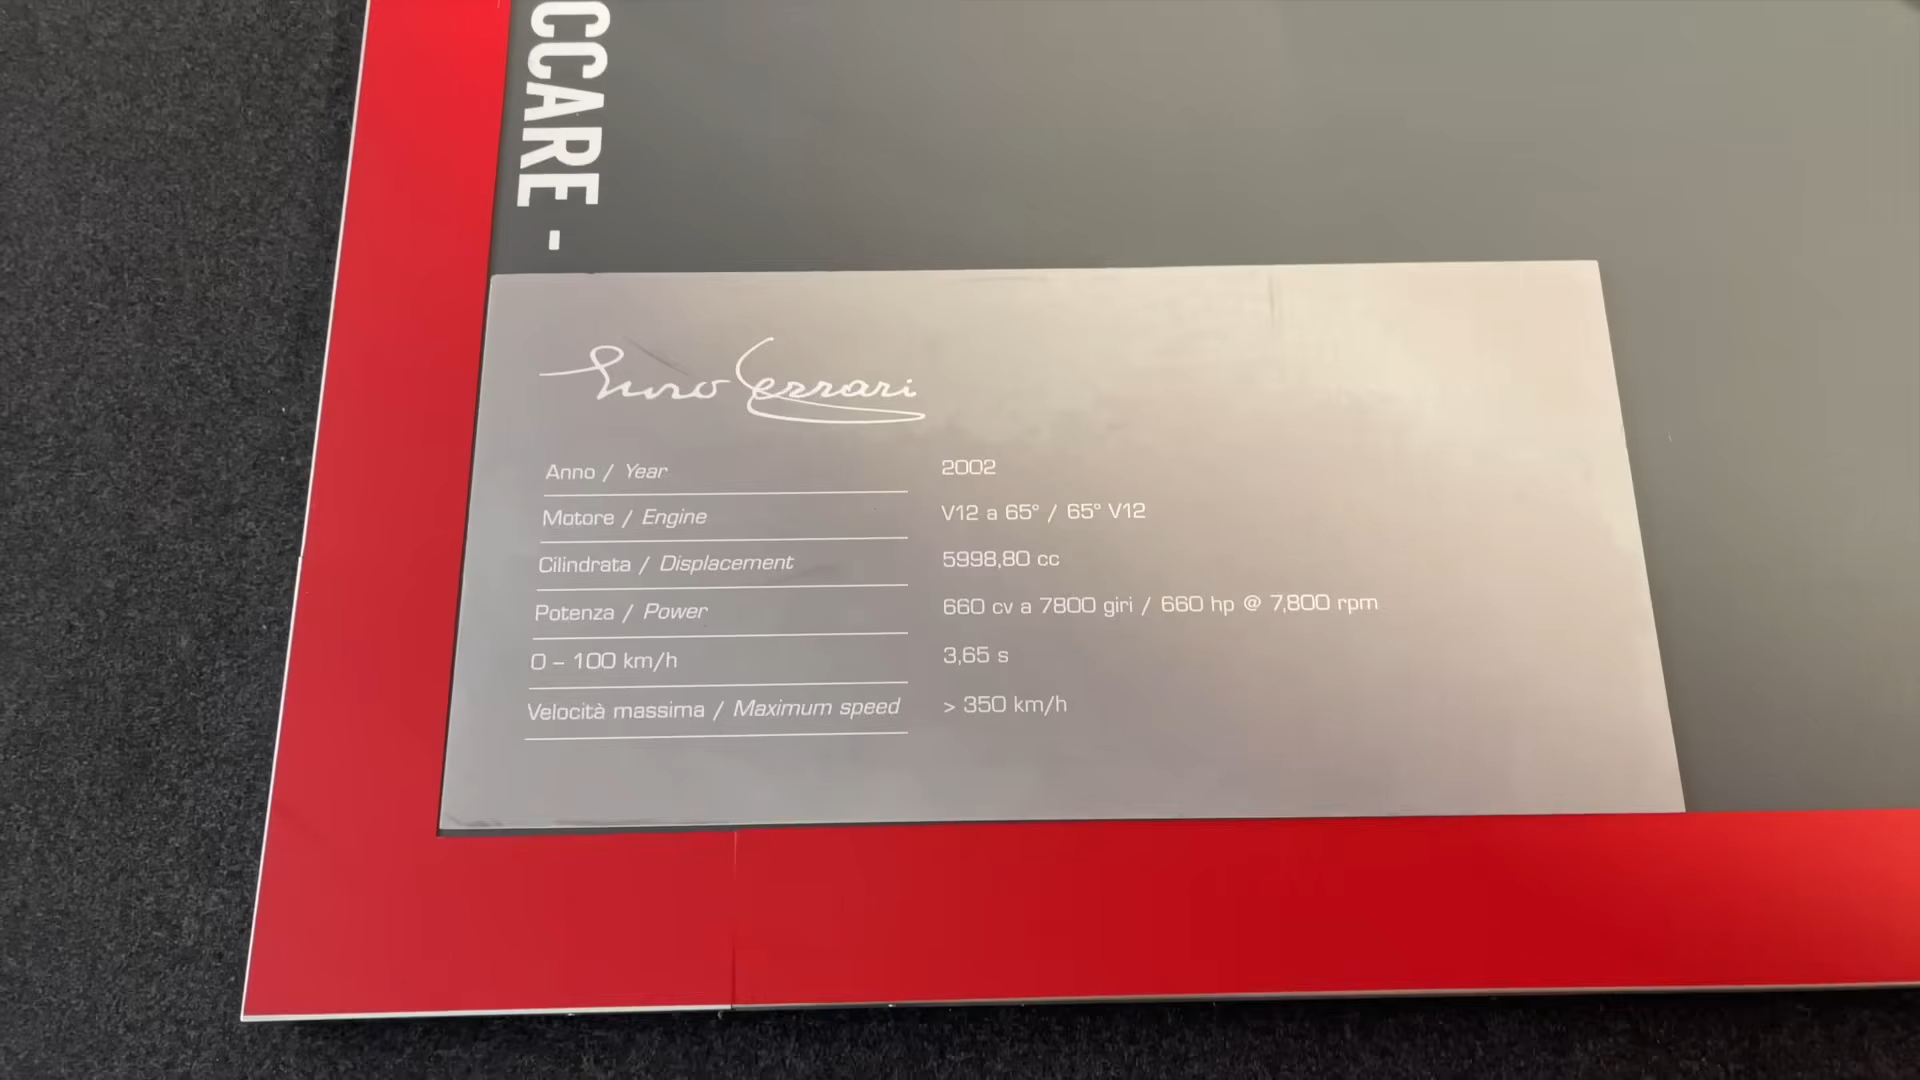 CCARE -
Enzo Ferrari
Anno / Year 2002
Motore / Engine V12 a 65° / 65° V12
Cilindrata / Displacement 5998,80 cc
Potenza / Power 660 cv a 7800 giri / 660 hp @ 7,800 rpm
0 – 100 km/h 3,65 s
Velocità massima / Maximum speed > 350 km/h